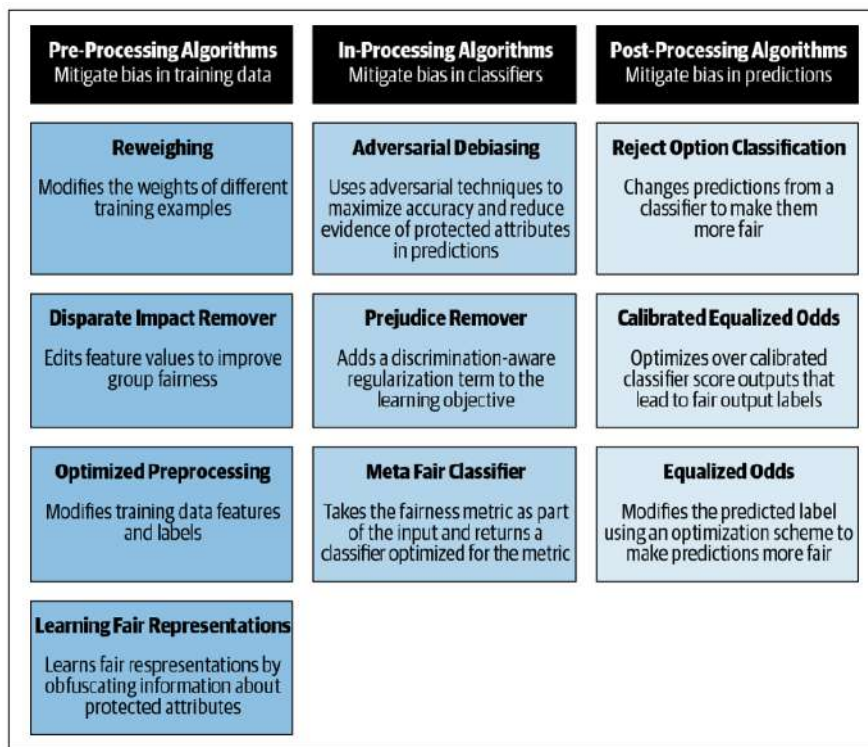 Pre-Processing Algorithms
Mitigate bias in training data
Reweighing
Modifies the weights of different
training examples
Disparate Impact Remover
Edits feature values to improve
group fairness
Optimized Preprocessing
Modifies training data features
and labels
Learning Fair Representations
Learns fair respresentations by
obfuscating information about
protected attributes
In-Processing Algorithms
Mitigate bias in classifiers
Adversarial Debiasing
Uses adversarial techniques to
maximize accuracy and reduce
evidence of protected attributes
in predictions
Prejudice Remover
Adds a discrimination-aware
regularization term to the
learning objective
Meta Fair Classifier
Takes the fairness metric as part
of the input and returns a
classifier optimized for the metric
Post-Processing Algorithms
Mitigate bias in predictions
Reject Option Classification
Changes predictions from a
classifier to make them
more fair
Calibrated Equalized Odds
Optimizes over calibrated
classifier score outputs that
lead to fair output labels
Equalized Odds
Modifies the predicted label
using an optimization scheme to
make predictions more fair